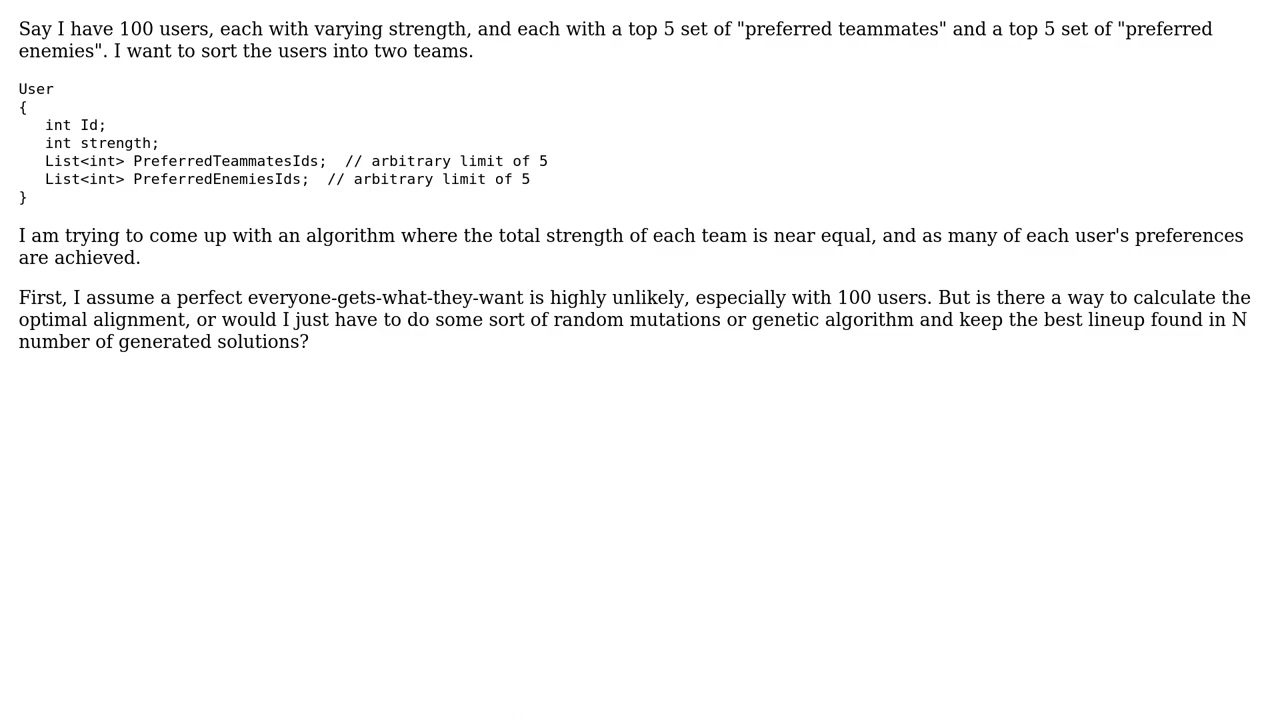 Say I have 100 users, each with varying strength, and each with a top 5 set of "preferred teammates" and a top 5 set of "preferred
enemies". I want to sort the users into two teams.
User
{
   int Id;
   int strength;
   List<int> PreferredTeammatesIds;  // arbitrary limit of 5
   List<int> PreferredEnemiesIds;  // arbitrary limit of 5
}
I am trying to come up with an algorithm where the total strength of each team is near equal, and as many of each user's preferences
are achieved.
First, I assume a perfect everyone-gets-what-they-want is highly unlikely, especially with 100 users. But is there a way to calculate the
optimal alignment, or would I just have to do some sort of random mutations or genetic algorithm and keep the best lineup found in N
number of generated solutions?